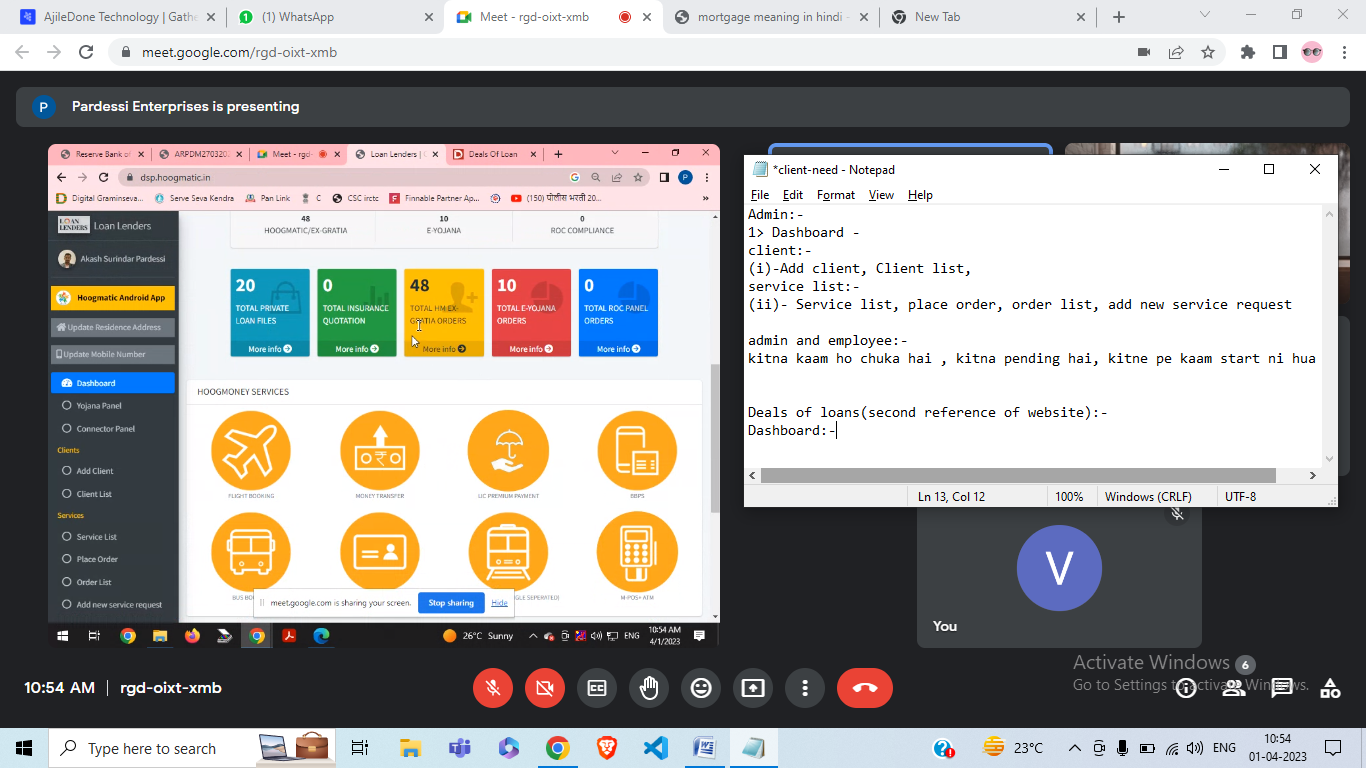 AjileDone Technology | Gathe
(1) WhatsApp
Meet - rgd-oixt-xmb
mortgage meaning in hindi -
New Tab
meet.google.com/rgd-oixt-xmb
P
Pardessi Enterprises is presenting
Reserve Bank of
ARPDM270320
Meet - rgd-
Loan Lenders |
Deals Of Loan
dsp.hoogmatic.in
G
P
Digital Graminseva...
Serve Seva Kendra
Pan Link
C
CSC irctc
Finnable Partner Ap...
(150) पोलीस भरती 20...
»
LOAN LENDERS
Loan Lenders
Akash Surindar Pardessi
Hoogmatic Android App
Update Residence Address
Update Mobile Number
Dashboard
Yojana Panel
Connector Panel
Clients
Add Client
Client List
Services
Service List
Place Order
Order List
Add new service request
48
HOOGMATIC/EX-GRATIA
10
E-YOJANA
0
ROC COMPLIANCE
20
TOTAL PRIVATE
LOAN FILES
More info
0
TOTAL INSURANCE
QUOTATION
More info
48
TOTAL HM EX-
GRATIA ORDERS
More info
10
TOTAL E-YOJANA
ORDERS
More info
0
TOTAL ROC PANEL
ORDERS
More info
HOOGMONEY SERVICES
FLIGHT BOOKING
MONEY TRANSFER
LIC PREMIUM PAYMENT
BBPS
BUS BO
GLE SEPERATE)
M-POS+ ATM
meet.google.com is sharing your screen.
Stop sharing
Hide
26°C Sunny
ENG
10:54 AM
4/1/2023
*client-need - Notepad
File Edit Format View Help
Admin:-
1> Dashboard -
client:-
(i)-Add client, Client list,
service list:-
(ii)- Service list, place order, order list, add new service request
admin and employee:-
kitna kaam ho chuka hai , kitna pending hai, kitne pe kaam start ni hua
Deals of loans(second reference of website):-
Dashboard:-
Ln 13, Col 12
100%
Windows (CRLF)
UTF-8
V
You
Activate Windows
Go to Settings to activate Windows.
10:54 AM | rgd-oixt-xmb
6
Type here to search
23°C
ENG
10:54
01-04-2023